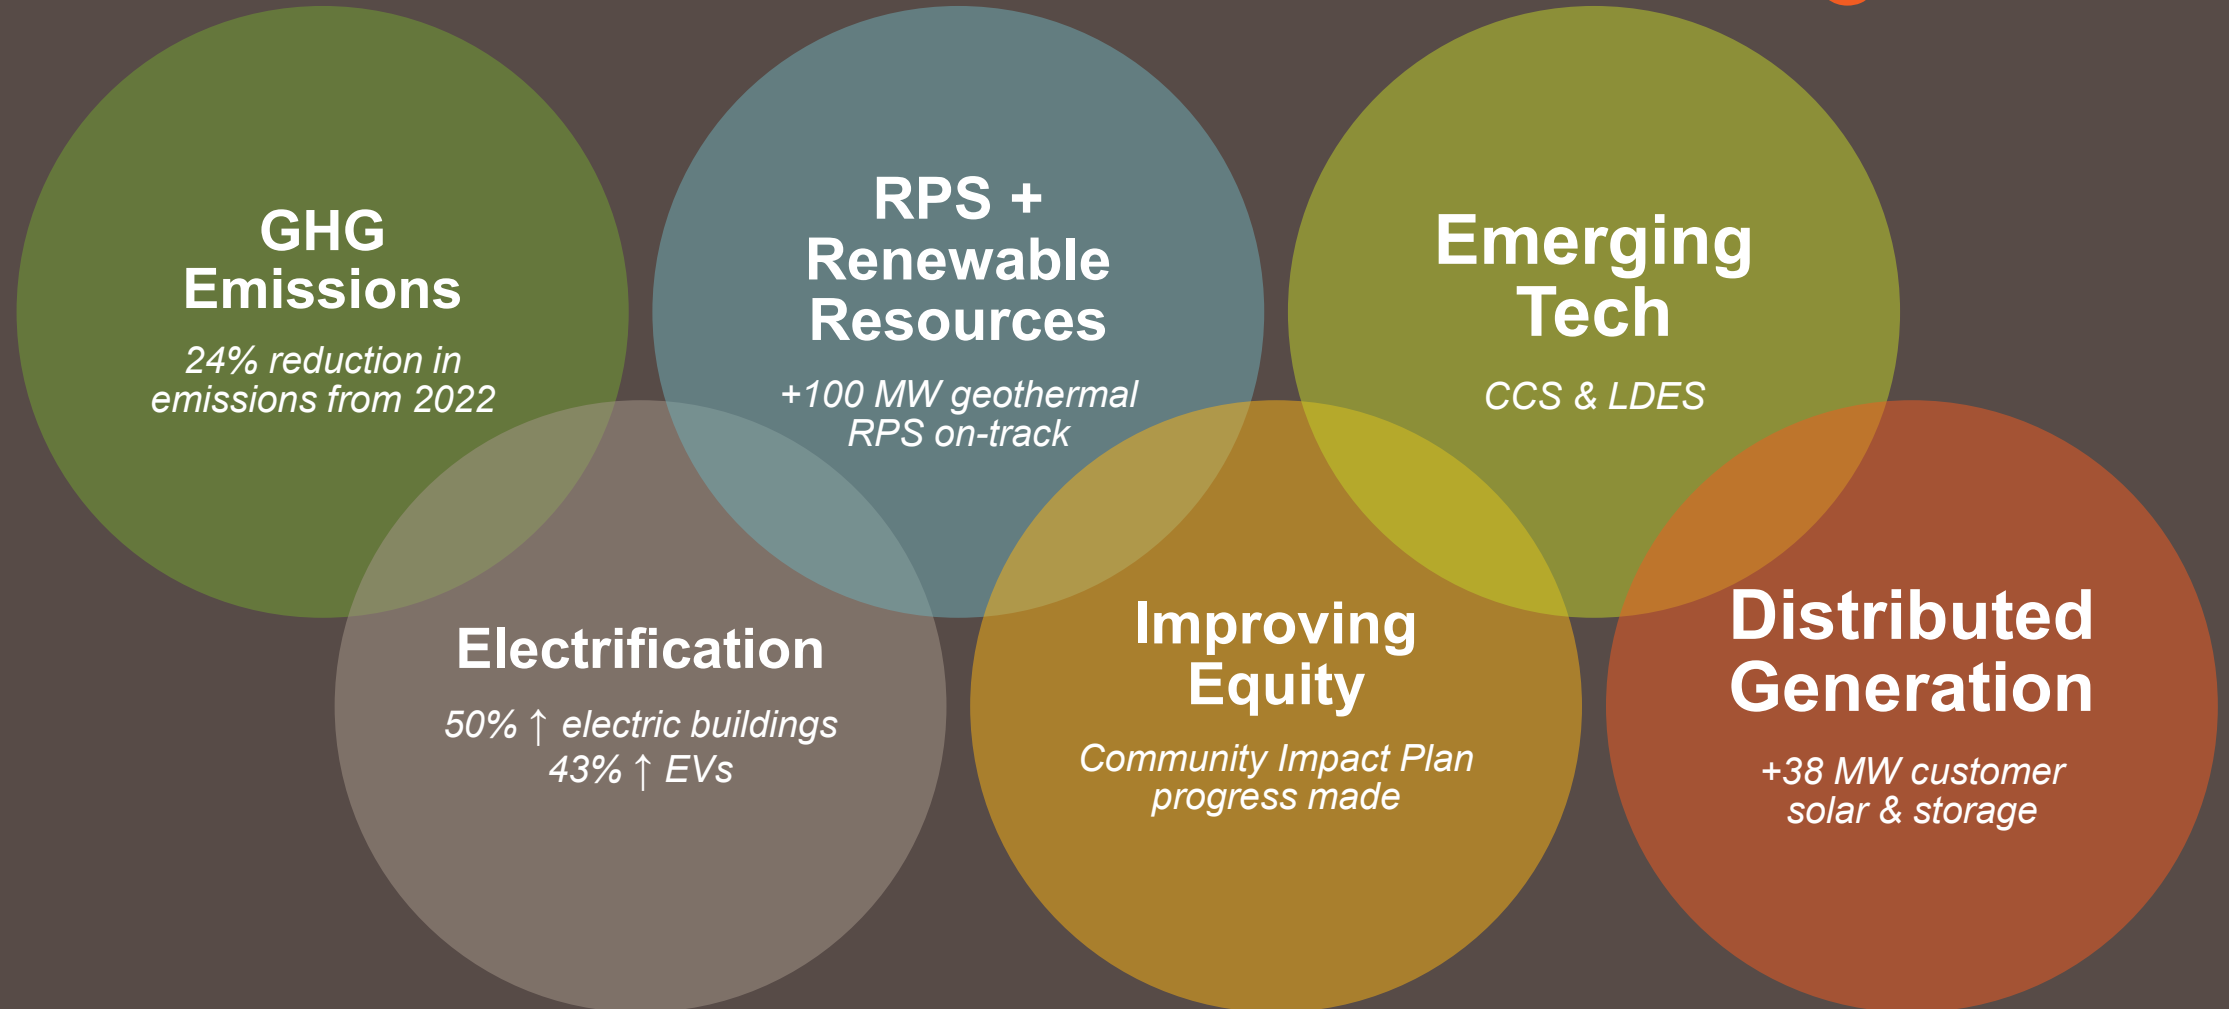 GHG
Emissions
24% reduction in
emissions from 2022
RPS +
Renewable
Resources
+100 MW geothermal
RPS on-track
Emerging
Tech
CCS & LDES
Electrification
50% ↑ electric buildings
43% ↑ EVs
Improving
Equity
Community Impact Plan
progress made
Distributed
Generation
+38 MW customer
solar & storage